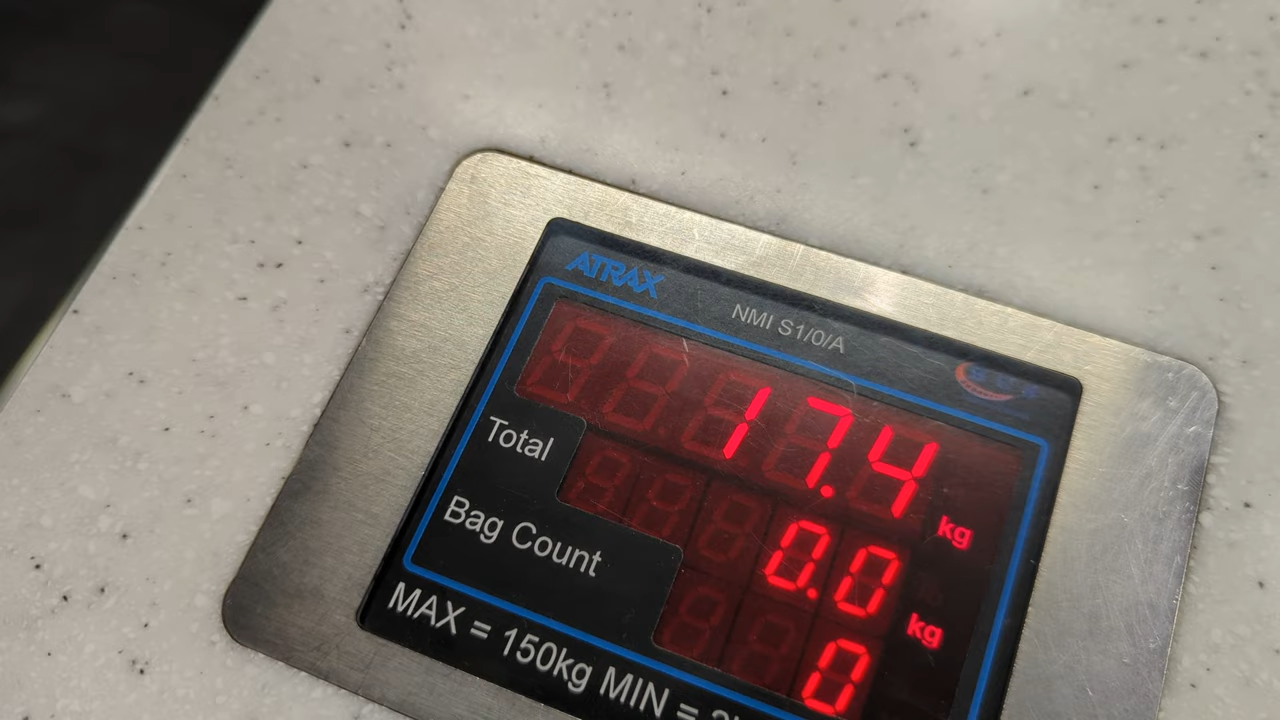 ATRAX
NMI S1/0/A
17.4 kg
Total 0.0 kg
Bag Count 0
MAX = 150kg MIN =